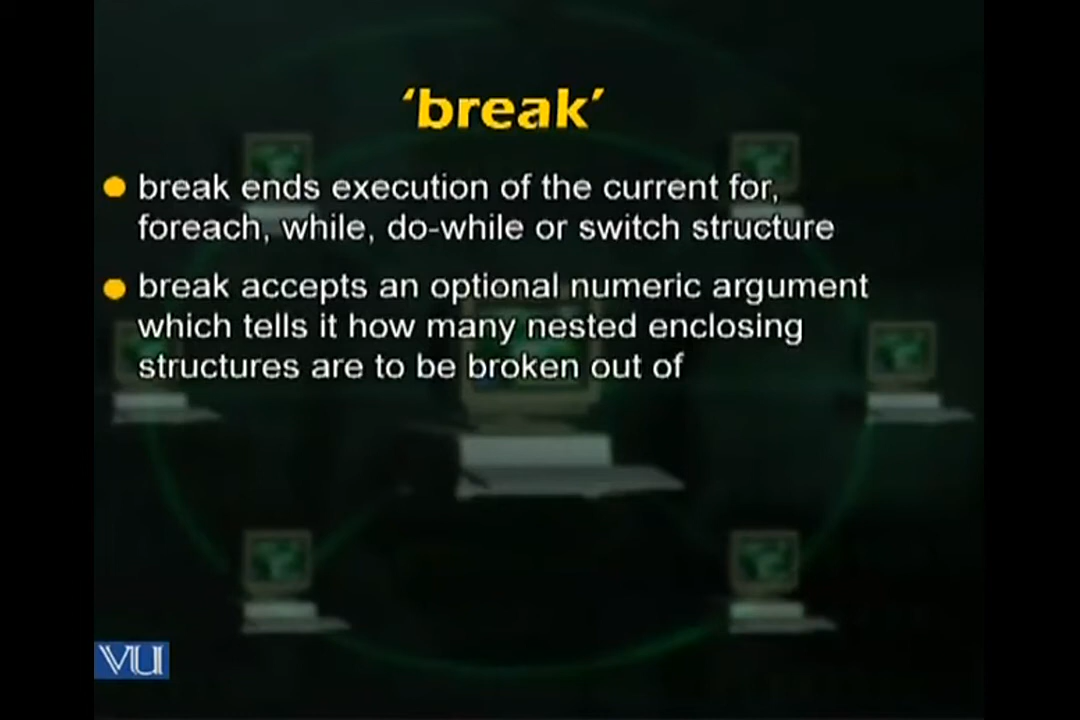 ‘break’
break ends execution of the current for,
foreach, while, do-while or switch structure
break accepts an optional numeric argument
which tells it how many nested enclosing
structures are to be broken out of
VU